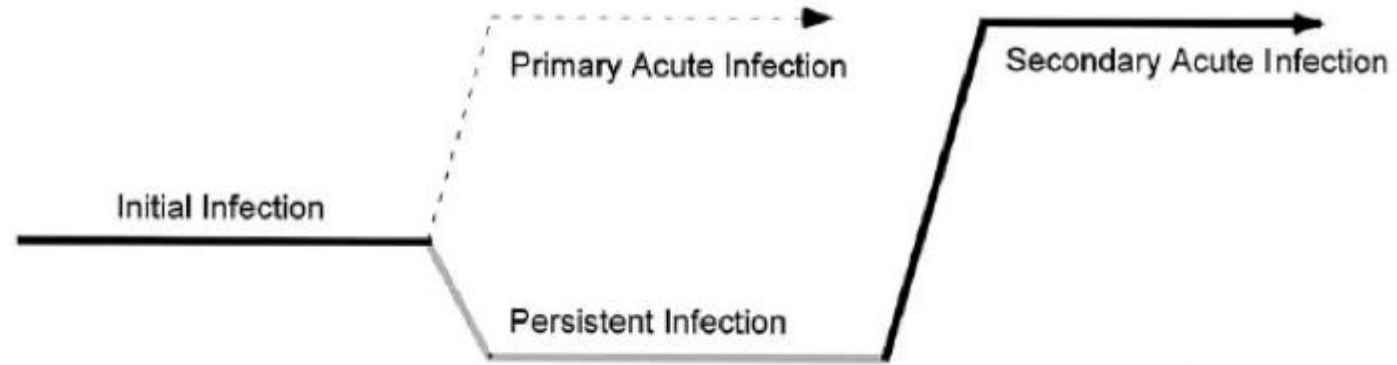 Primary Acute Infection
Secondary Acute Infection
Initial Infection
Persistent Infection